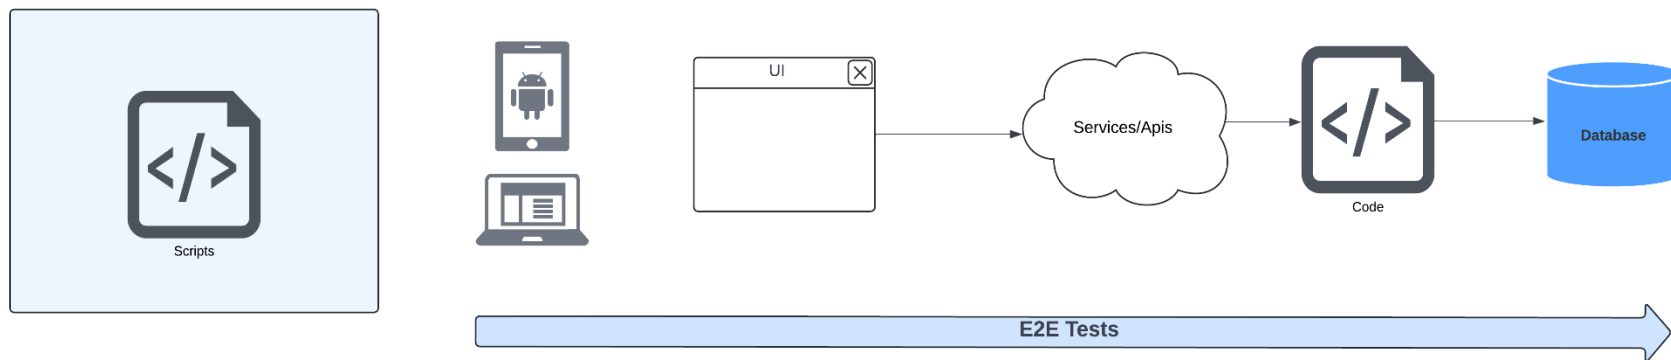 Scripts
UI
Services/Apis
</>
Code
Database
</>
E2E Tests